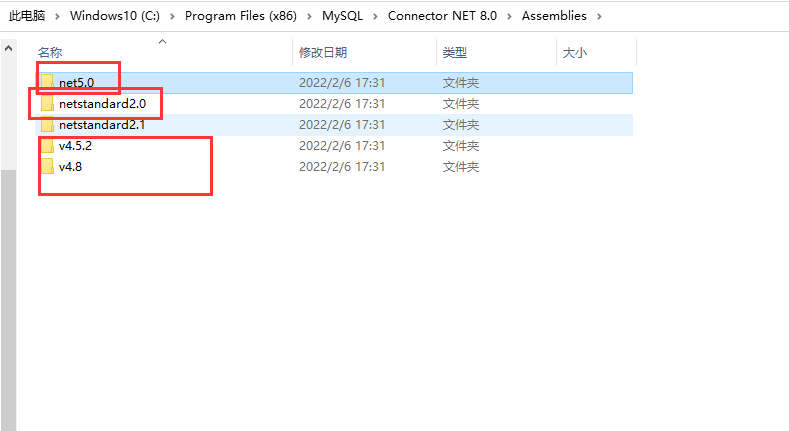 此电脑 > Windows10 (C:) > Program Files (x86) > MySQL > Connector NET 8.0 > Assemblies >
名称 修改日期 类型 大小
net5.0 2022/2/6 17:31 文件夹
netstandard2.0 2022/2/6 17:31 文件夹
netstandard2.1 2022/2/6 17:31 文件夹
v4.5.2 2022/2/6 17:31 文件夹
v4.8 2022/2/6 17:31 文件夹